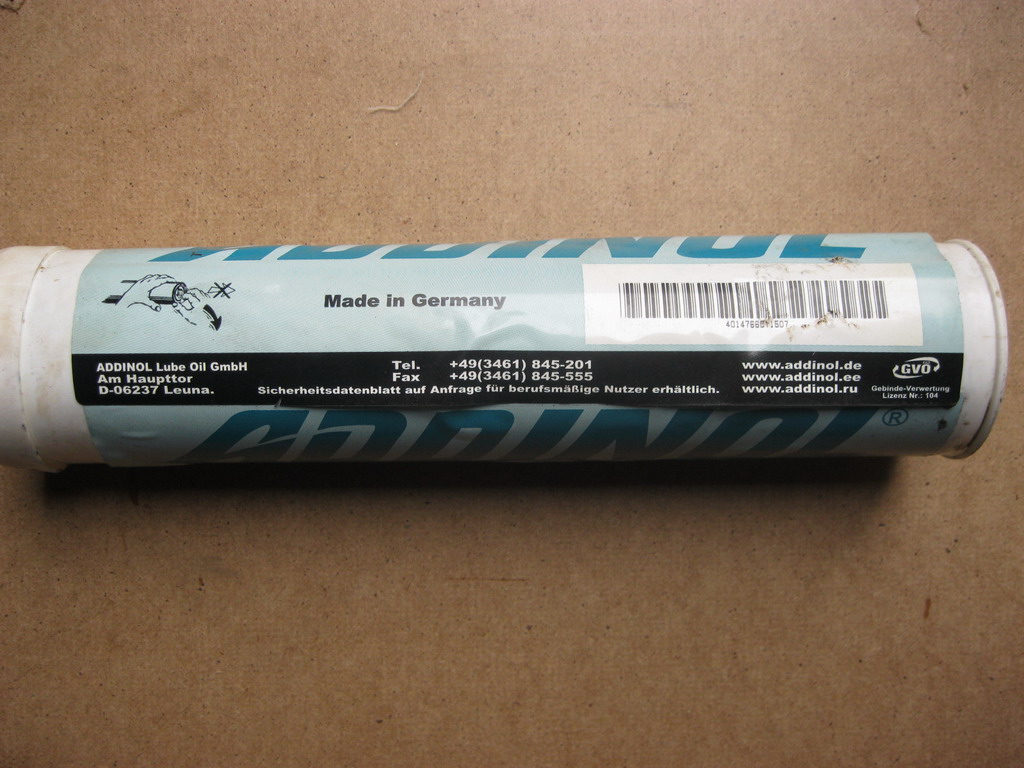 ADDINOL
Made in Germany
ADDINOL Lube Oil GmbH
Am Haupttor
D-06237 Leuna.
Tel. +49(3461) 845-201
Fax +49(3461) 845-555
Sicherheitsdatenblatt auf Anfrage für berufsmäßige Nutzer erhältlich.
www.addinol.de
www.addinol.ee
www.addinol.ru
GVÖ
Gebinde-Verwertung
Lizenz Nr.: 104
ADDINOL®